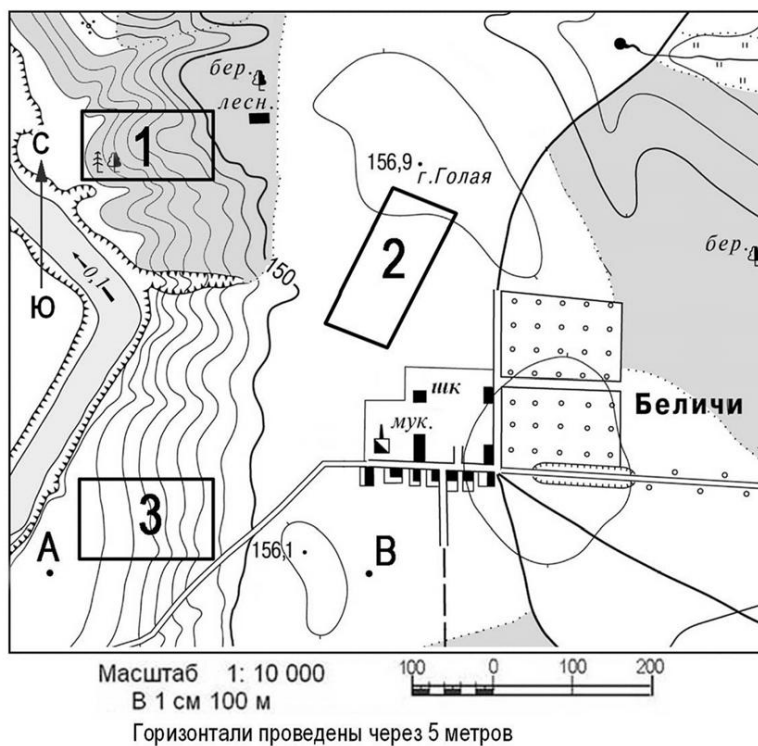 бер.
лесн.
1
С
156,9
г.Голая
2
бер.
0,1
150
Ю
шк
Беличи
мук.
3
А
156,1
В
Масштаб 1: 10 000
В 1 см 100 м
100 0 100 200
Горизонтали проведены через 5 метров